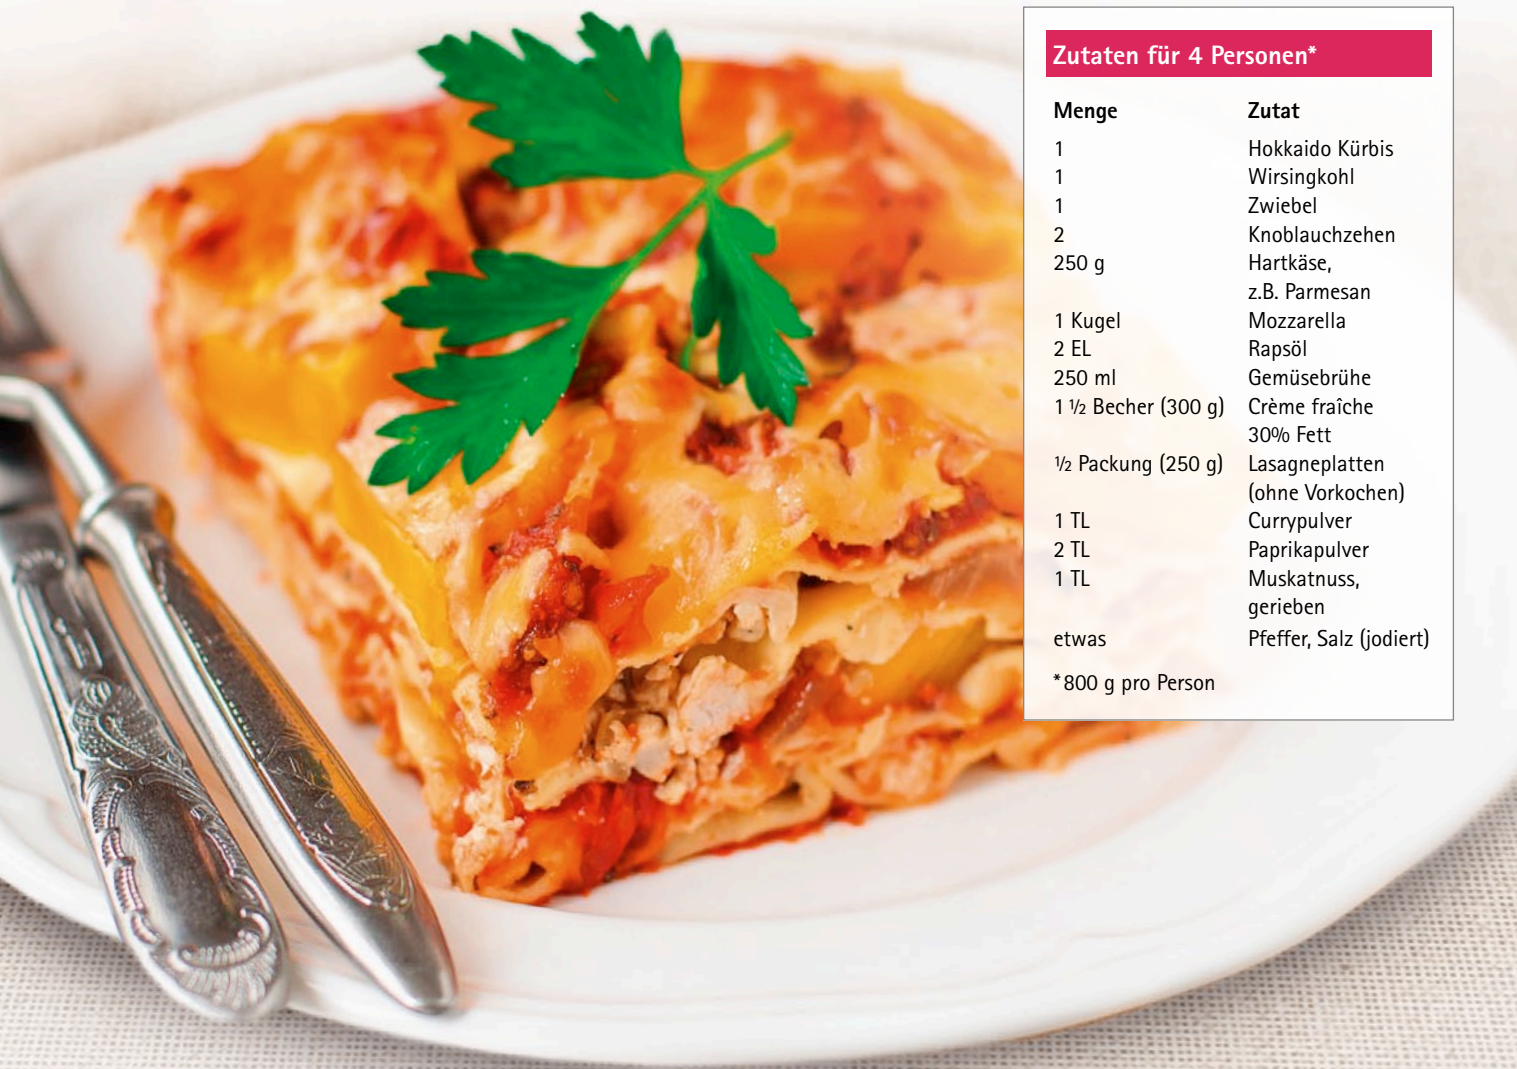 Zutaten für 4 Personen*
Menge Zutat
1 Hokkaido Kürbis
1 Wirsingkohl
1 Zwiebel
2 Knoblauchzehen
250 g Hartkäse,
z.B. Parmesan
1 Kugel Mozzarella
2 EL Rapsöl
250 ml Gemüsebrühe
1 ½ Becher (300 g) Crème fraîche
30% Fett
½ Packung (250 g) Lasagneplatten
(ohne Vorkochen)
1 TL Currypulver
2 TL Paprikapulver
1 TL Muskatnuss,
gerieben
etwas Pfeffer, Salz (jodiert)
*800 g pro Person